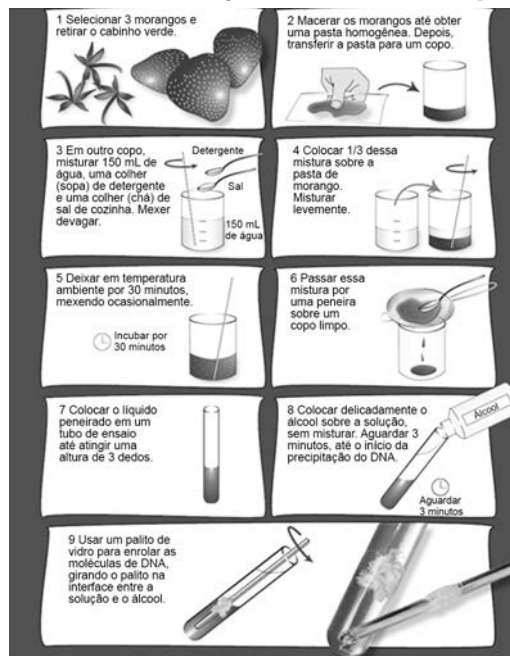 1 Selecionar 3 morangos e
retirar o cabinho verde.
2 Macerar os morangos até obter
uma pasta homogênea. Depois,
transferir a pasta para um copo.
3 Em outro copo,
misturar 150 mL de
água, uma colher
(sopa) de detergente
e uma colher (chá) de
sal de cozinha. Mexer
devagar.
Detergente
Sal
150 mL
de água
4 Colocar 1/3 dessa
mistura sobre a
pasta de
morango.
Misturar
levemente.
5 Deixar em temperatura
ambiente por 30 minutos,
mexendo ocasionalmente.
Incubar por
30 minutos
6 Passar essa
mistura por
uma peneira
sobre um
copo limpo.
7 Colocar o líquido
peneirado em um
tubo de ensaio
até atingir uma
altura de 3 dedos.
8 Colocar delicadamente o
álcool sobre a solução,
sem misturar. Aguardar 3
minutos, até o início da
precipitação do DNA.
Álcool
Aguardar
3 minutos
9 Usar um palito de
vidro para enrolar as
moléculas de DNA,
girando o palito na
interface entre a
solução e o álcool.